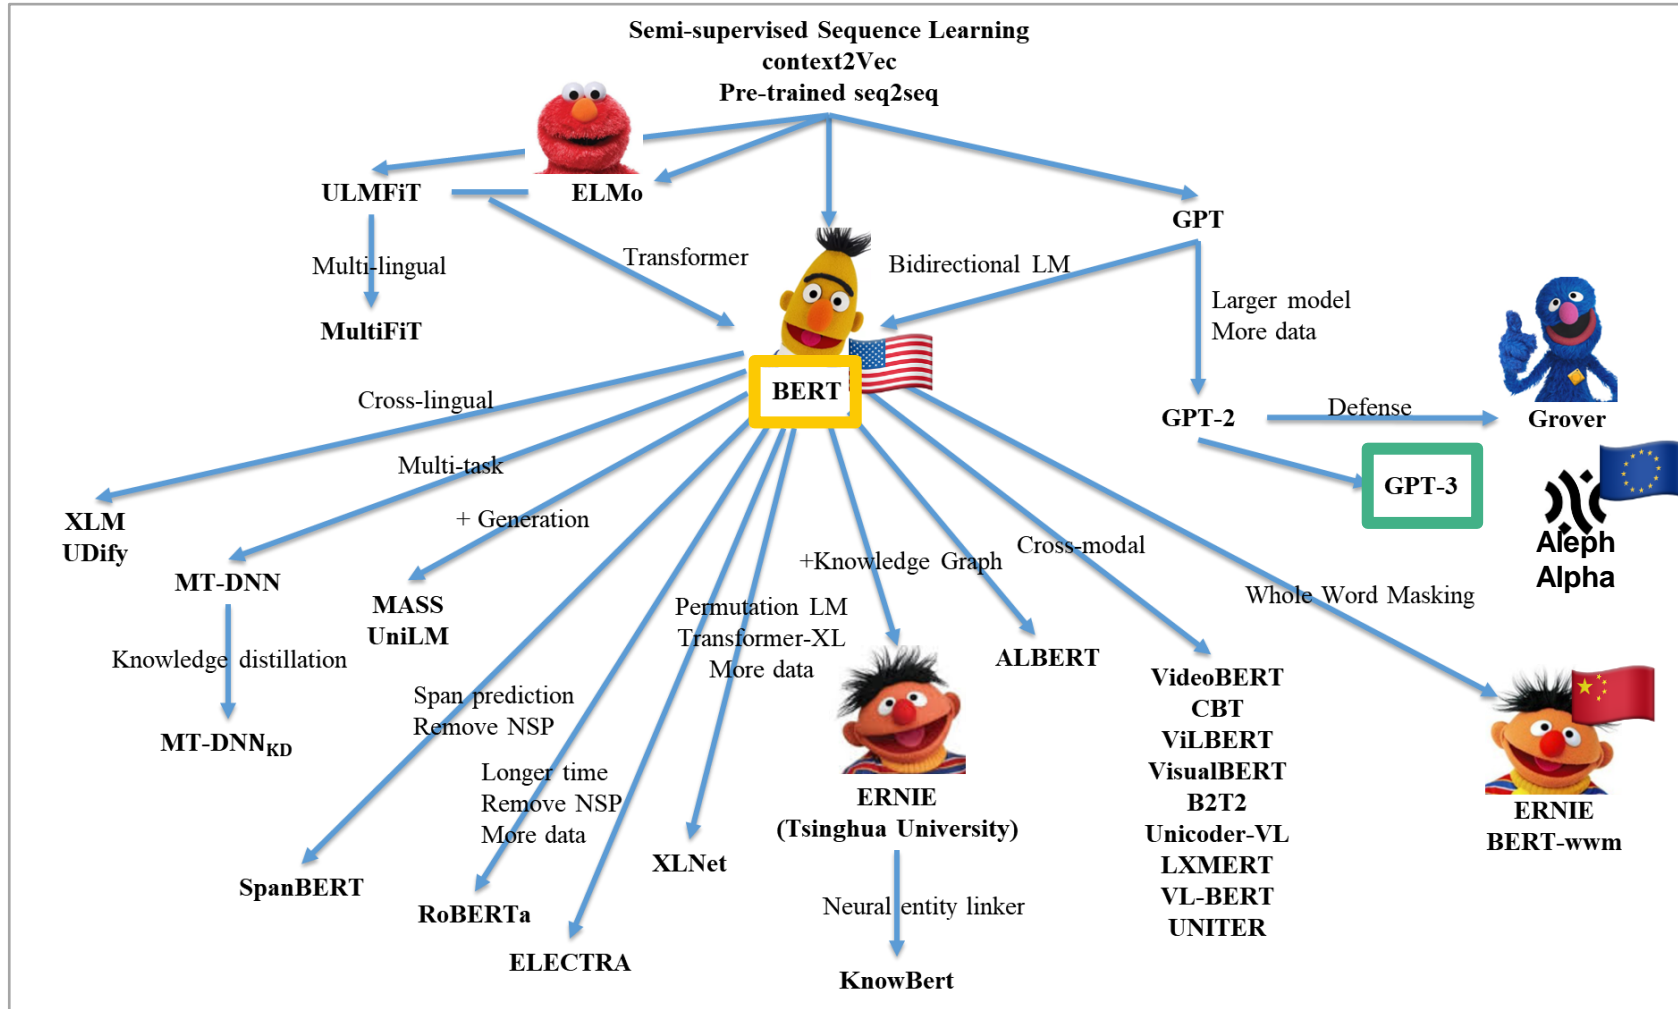 Semi-supervised Sequence Learning
context2Vec
Pre-trained seq2seq
ULMFiT
ELMo
GPT
Multi-lingual
Transformer
Bidirectional LM
Larger model
More data
MultiFiT
BERT
Cross-lingual
GPT-2
Defense
Grover
Multi-task
GPT-3
XLM
UDify
+ Generation
Cross-modal
Aleph
Alpha
MT-DNN
+Knowledge Graph
Whole Word Masking
MASS
UniLM
Permutation LM
Transformer-XL
More data
Knowledge distillation
ALBERT
Span prediction
Remove NSP
VideoBERT
CBT
ViLBERT
VisualBERT
B2T2
Unicoder-VL
LXMERT
VL-BERT
UNITER
MT-DNNKD
Longer time
Remove NSP
More data
ERNIE
(Tsinghua University)
ERNIE
BERT-wwm
XLNet
SpanBERT
RoBERTa
Neural entity linker
ELECTRA
KnowBert